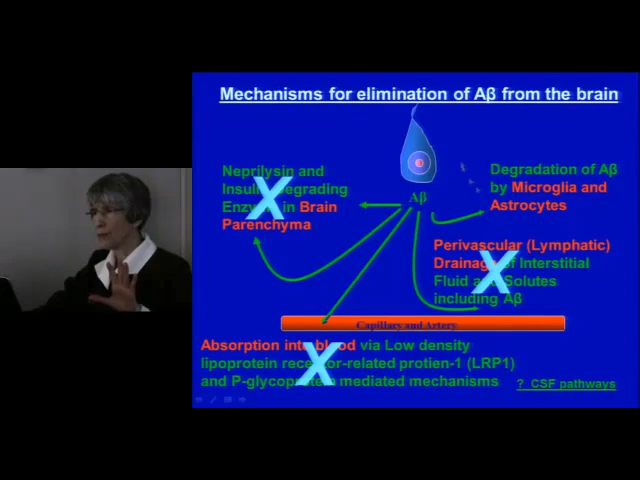 Mechanisms for elimination of Aβ from the brain
Neprilysin and
Insulin Degrading
Enzyme in Brain
Parenchyma
Aβ
Degradation of Aβ
by Microglia and
Astrocytes
Perivascular (Lymphatic)
Drainage of Interstitial
Fluid and Solutes
including Aβ
Capillary and Artery
Absorption into blood via Low density
lipoprotein receptor-related protien-1 (LRP1)
and P-glycoprotein mediated mechanisms
? CSF pathways